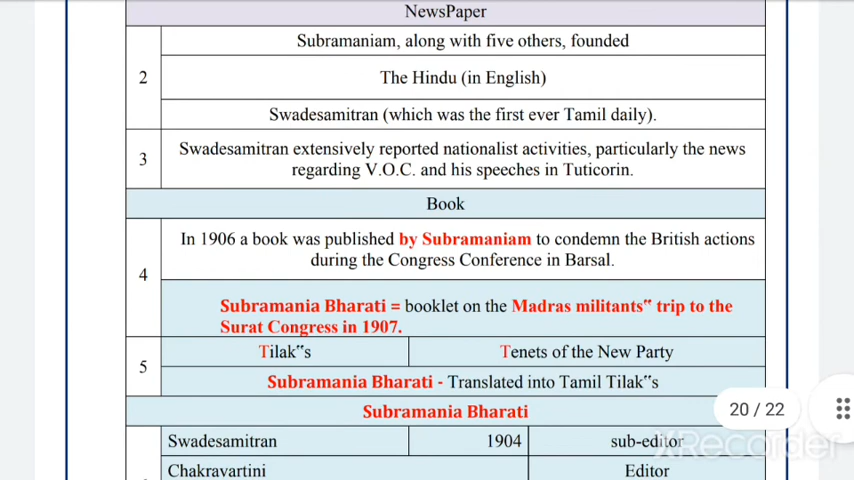 NewsPaper
Subramaniam, along with five others, founded
2
The Hindu (in English)
Swadesamitran (which was the first ever Tamil daily).
3
Swadesamitran extensively reported nationalist activities, particularly the news
regarding V.O.C. and his speeches in Tuticorin.
Book
4
In 1906 a book was published by Subramaniam to condemn the British actions
during the Congress Conference in Barsal.
Subramania Bharati = booklet on the Madras militants‟ trip to the
Surat Congress in 1907.
5
Tilak‟s Tenets of the New Party
Subramania Bharati - Translated into Tamil Tilak‟s
Subramania Bharati
20 / 22
Swadesamitran 1904 sub-editor
XRecorder
Chakravartini Editor